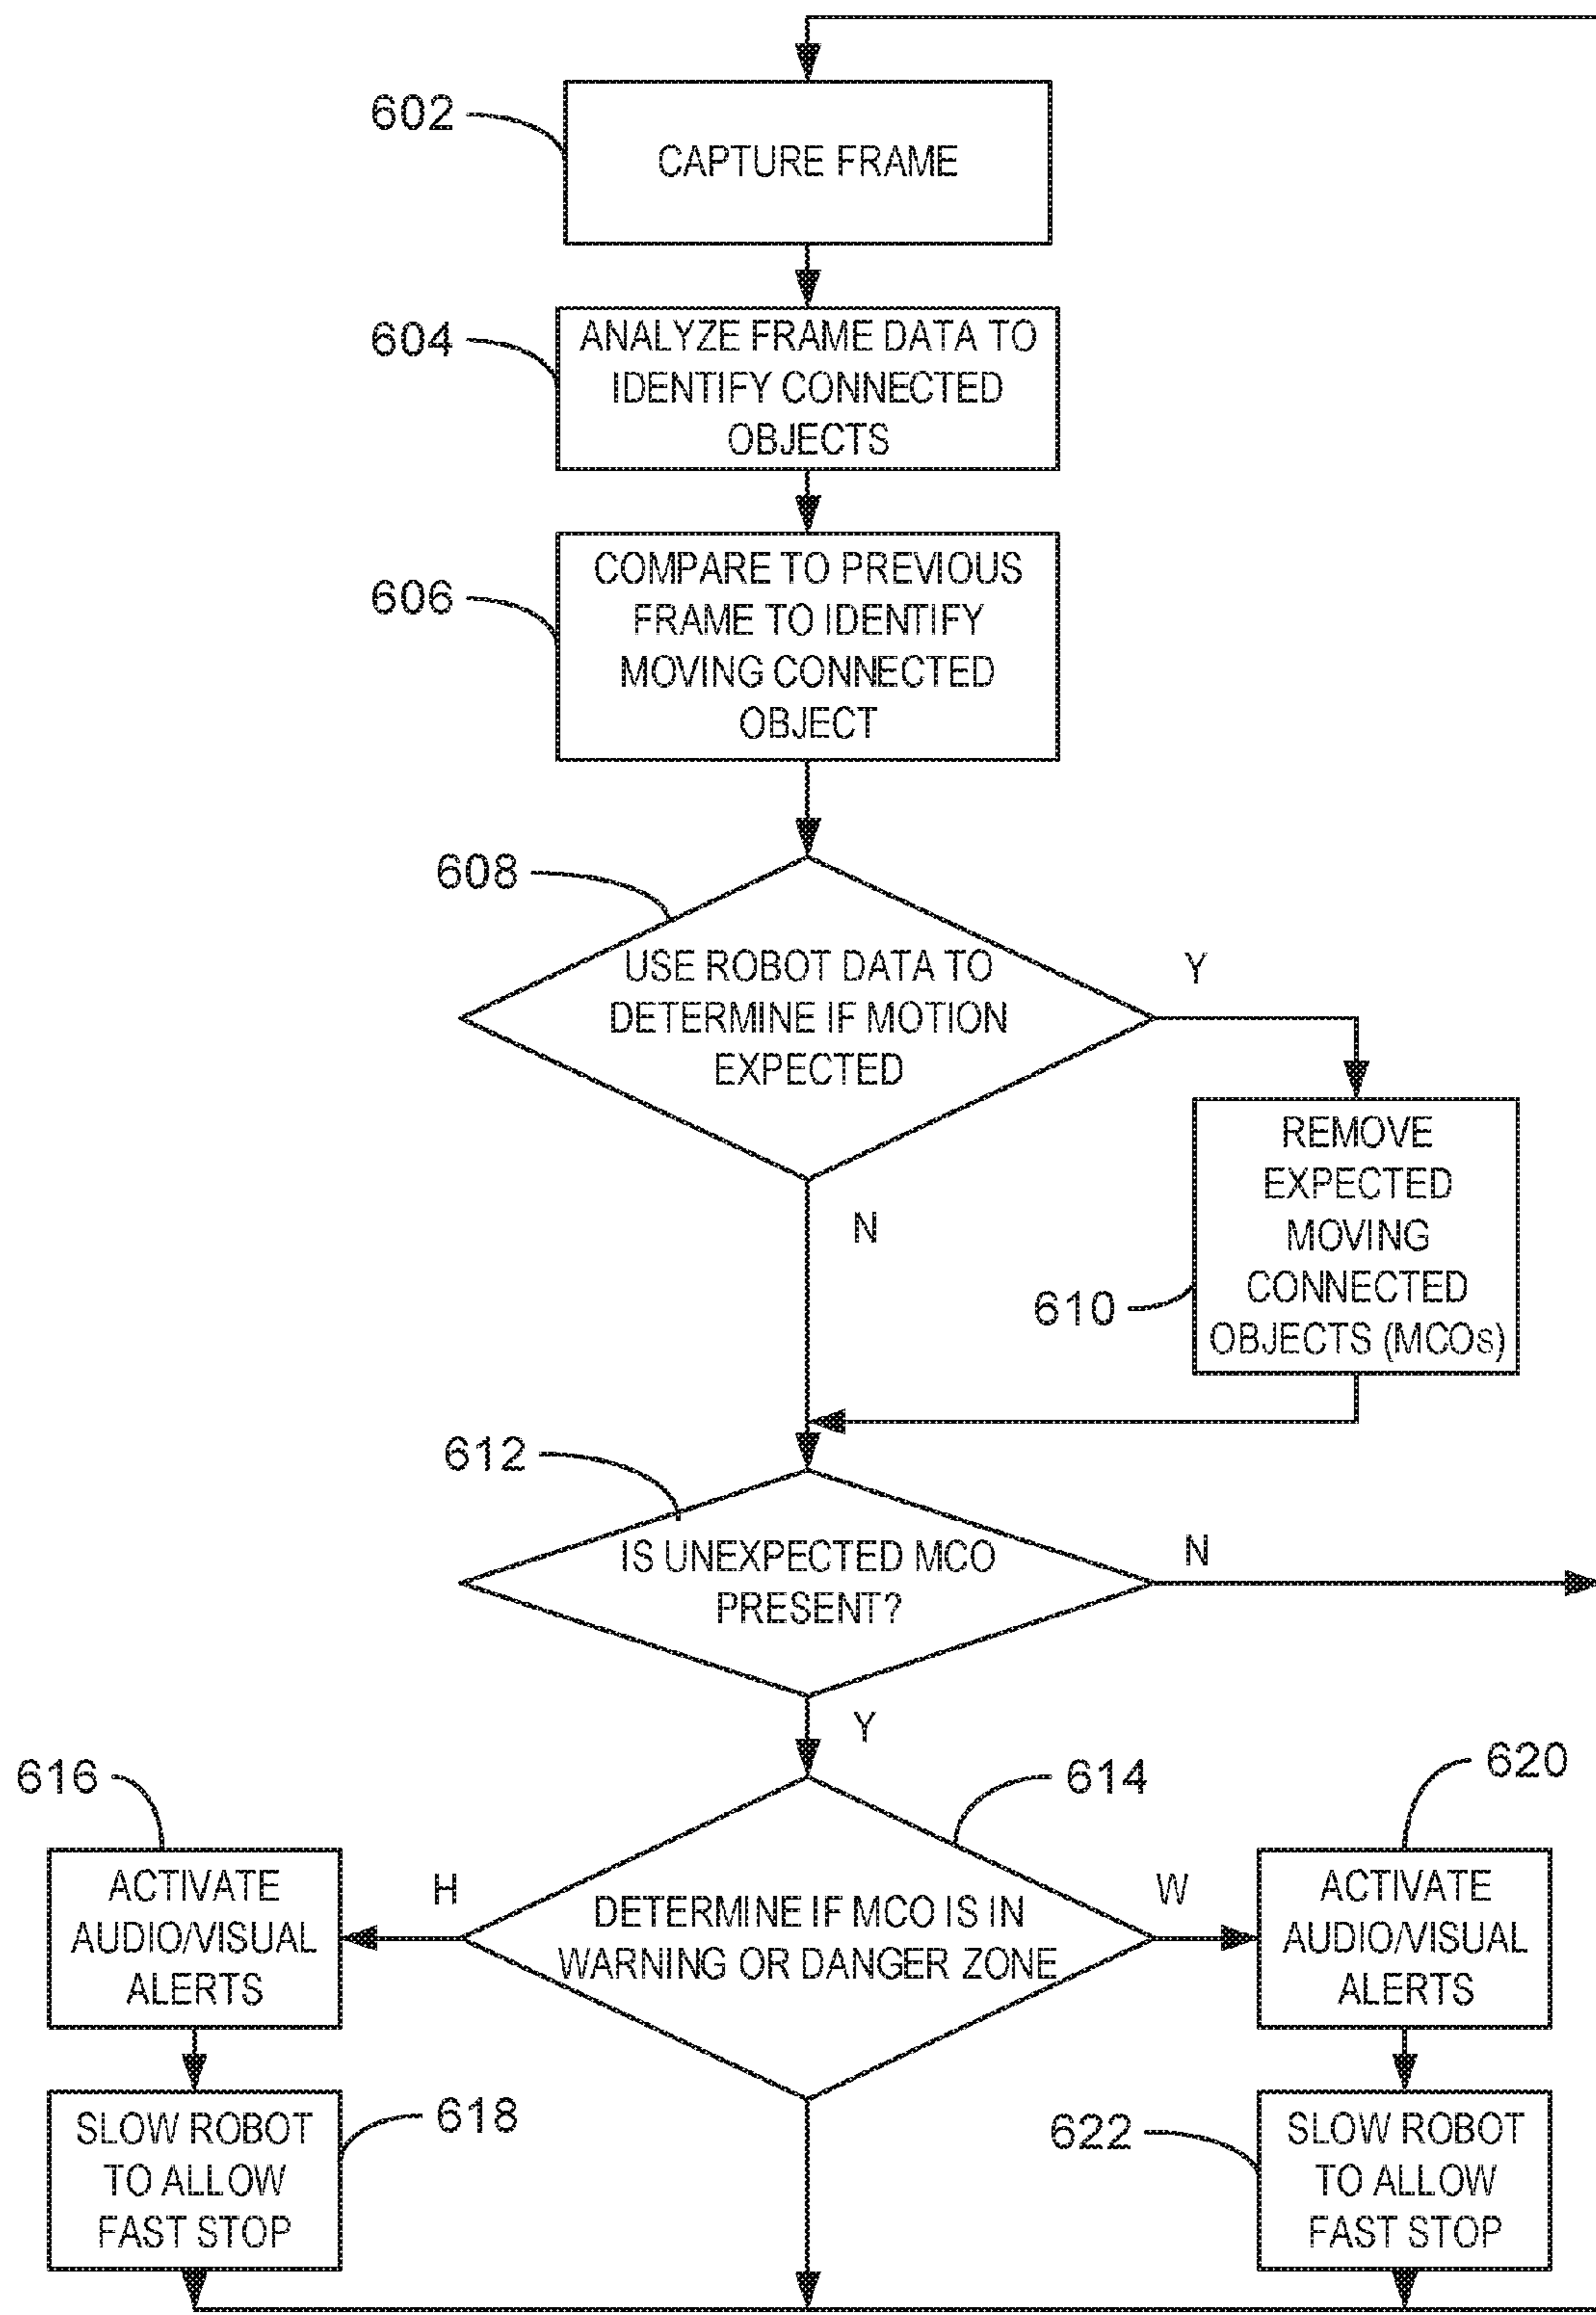 602
CAPTURE FRAME
604
ANALYZE FRAME DATA TO
IDENTIFY CONNECTED
OBJECTS
606
COMPARE TO PREVIOUS
FRAME TO IDENTIFY
MOVING CONNECTED
OBJECT
608
USE ROBOT DATA TO
DETERMINE IF MOTION
EXPECTED
Y
N
610
REMOVE
EXPECTED
MOVING
CONNECTED
OBJECTS (MCOs)
612
IS UNEXPECTED MCO
PRESENT?
N
Y
614
DETERMINE IF MCO IS IN
WARNING OR DANGER ZONE
H
W
616
ACTIVATE
AUDIO/VISUAL
ALERTS
618
SLOW ROBOT
TO ALLOW
FAST STOP
620
ACTIVATE
AUDIO/VISUAL
ALERTS
622
SLOW ROBOT
TO ALLOW
FAST STOP